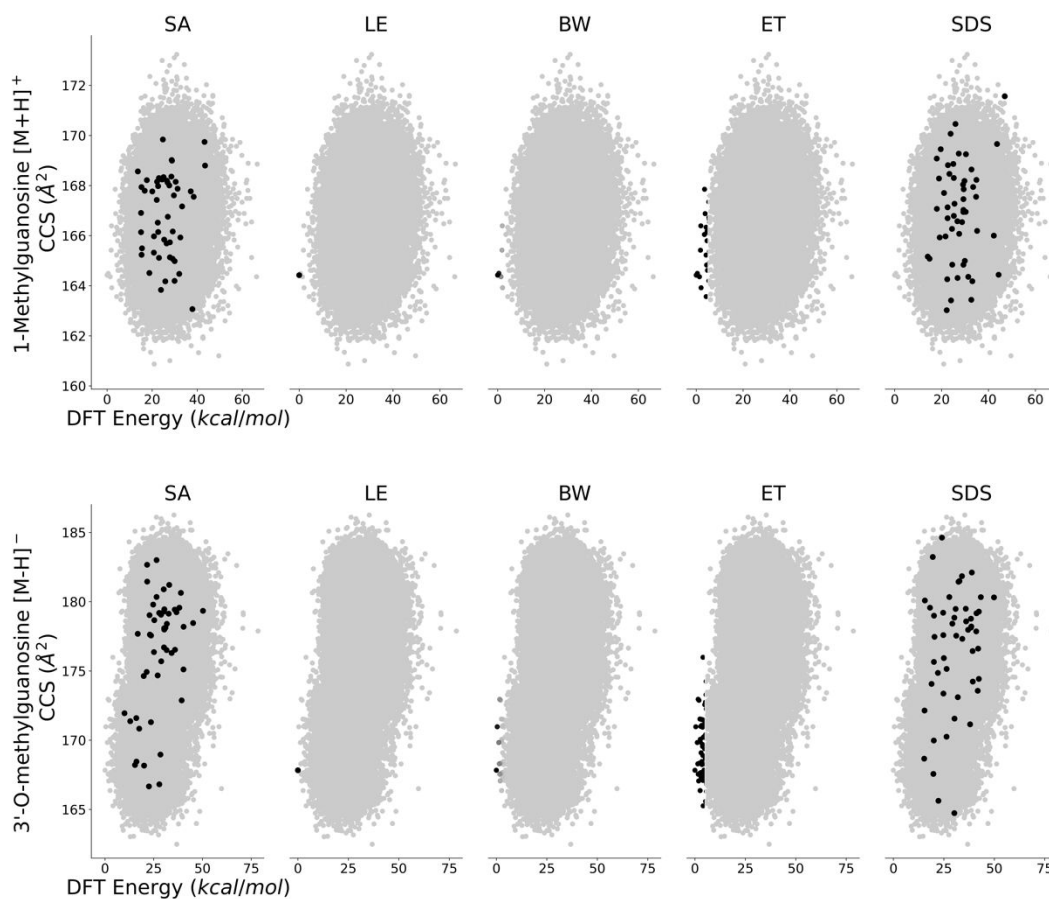 SA LE BW ET SDS
1-Methylguanosine [M+H]⁺
CCS (Å²)
172
170
168
166
164
162
160
0 20 40 60 0 20 40 60 0 20 40 60 0 20 40 60 0 20 40 60
DFT Energy (kcal/mol)
SA LE BW ET SDS
3'-O-methylguanosine [M-H]⁻
CCS (Å²)
185
180
175
170
165
0 25 50 75 0 25 50 75 0 25 50 75 0 25 50 75 0 25 50 75
DFT Energy (kcal/mol)